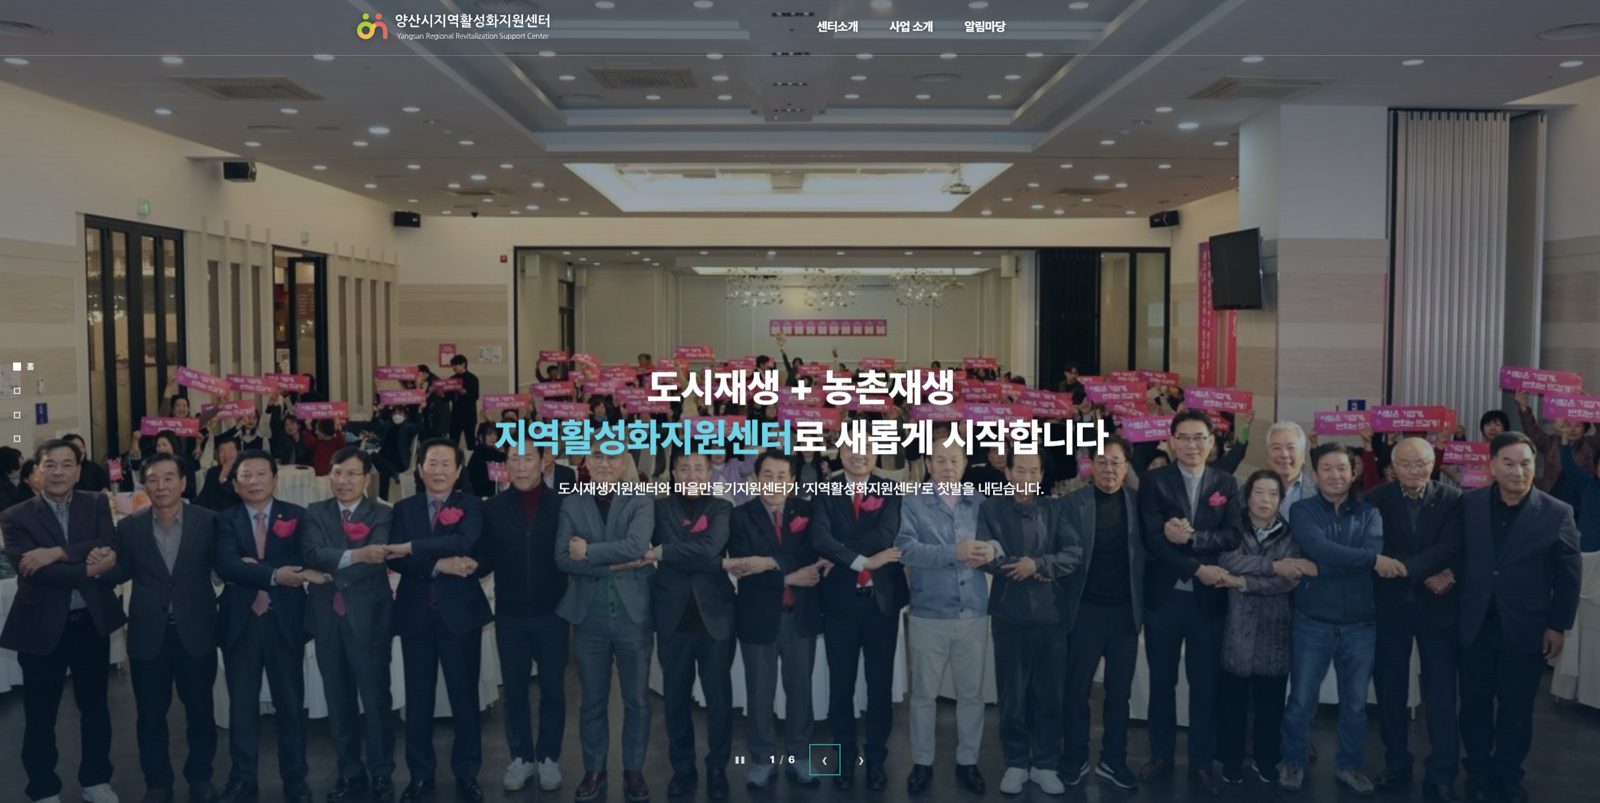 양산시지역활성화지원센터
Yangsan Regional Revitalization Support Center
센터소개 사업 소개 알림마당
홈
도시재생 + 농촌재생
지역활성화지원센터로 새롭게 시작합니다
도시재생지원센터와 마을만들기지원센터가 ‘지역활성화지원센터’로 첫발을 내딛습니다.
1 / 6